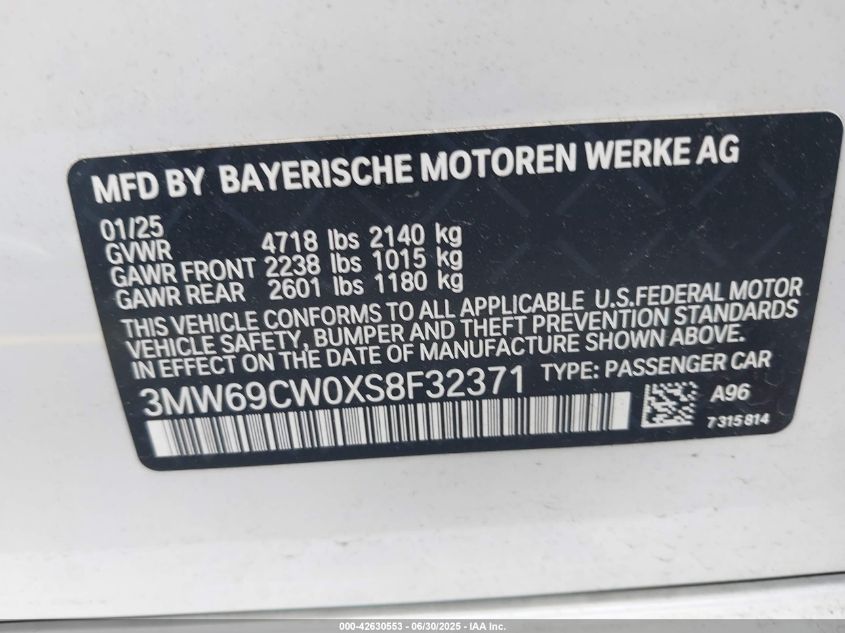 MFD BY BAYERISCHE MOTOREN WERKE AG
01/25
GVWR 4718 lbs 2140 kg
GAWR FRONT 2238 lbs 1015 kg
GAWR REAR 2601 lbs 1180 kg
THIS VEHICLE CONFORMS TO ALL APPLICABLE U.S.FEDERAL MOTOR
VEHICLE SAFETY, BUMPER AND THEFT PREVENTION STANDARDS
IN EFFECT ON THE DATE OF MANUFACTURE SHOWN ABOVE.
3MW69CW0XS8F32371 TYPE: PASSENGER CAR
A96
7315814
000-42630553 - 06/30/2025 - IAA Inc.